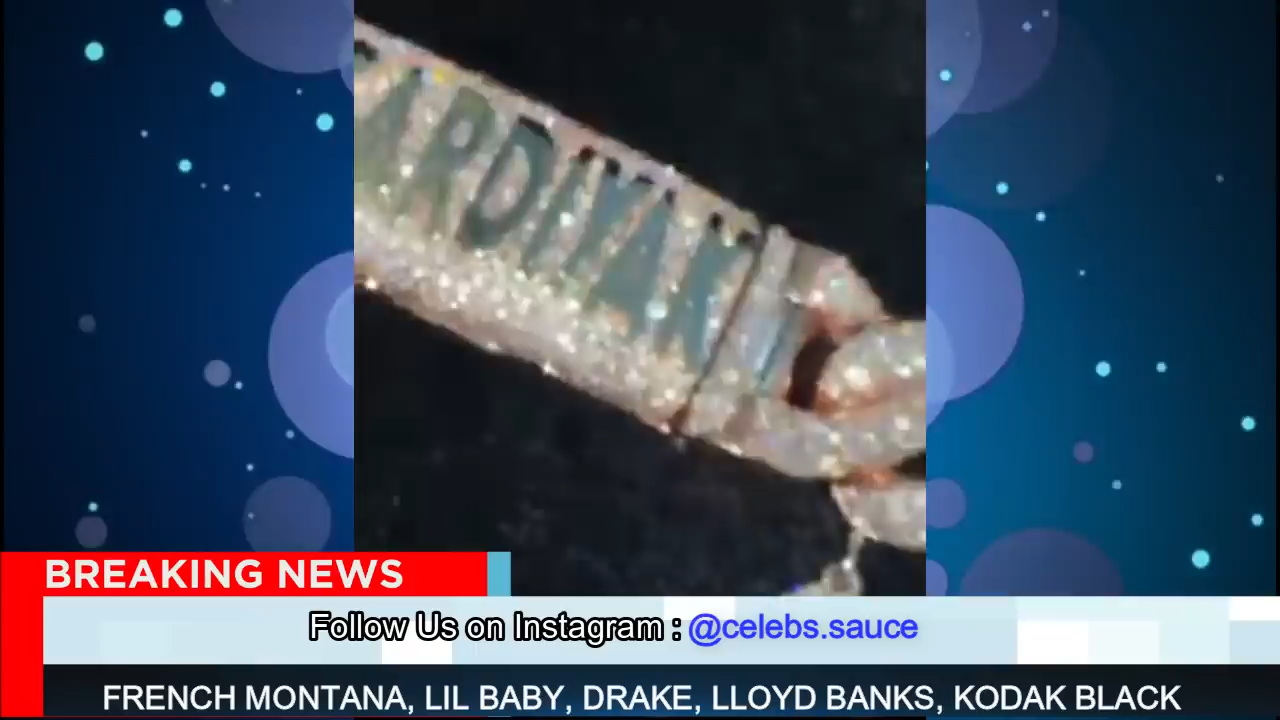 BREAKING NEWS
Follow Us on Instagram : @celebs.sauce
FRENCH MONTANA, LIL BABY, DRAKE, LLOYD BANKS, KODAK BLACK